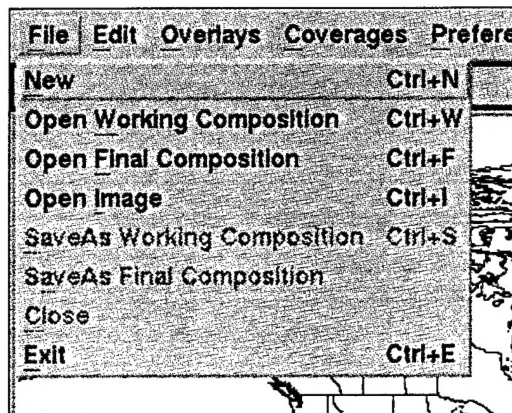 File Edit Overlays Coverages Prefere
New Ctrl+N
Open Working Composition Ctrl+W
Open Final Composition Ctrl+F
Open Image Ctrl+I
SaveAs Working Composition Ctrl+S
SaveAs Final Composition
Close
Exit Ctrl+E